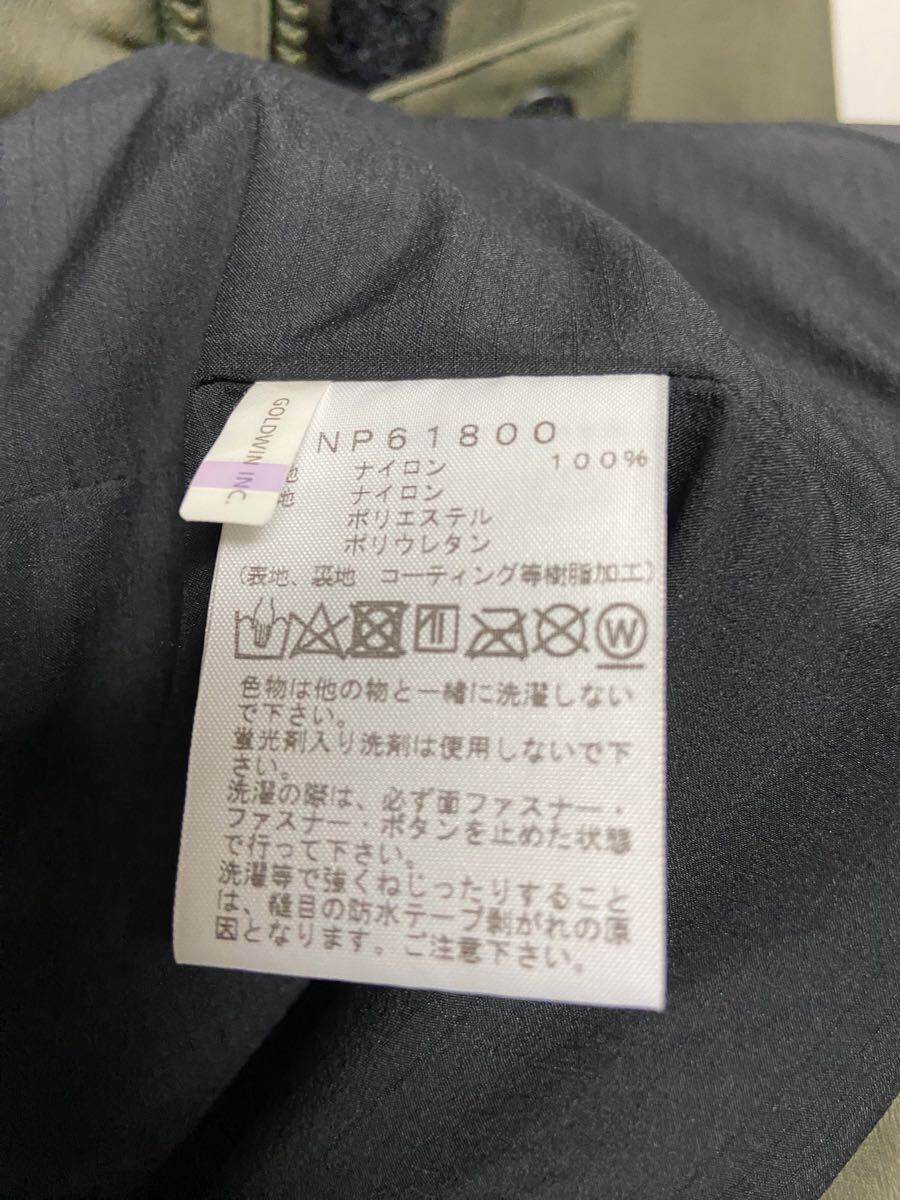 GOLDWIN INC.
NP61800
地 ナイロン 100%
地 ナイロン
ポリエステル
ポリウレタン
(表地、裏地 コーティング等樹脂加工)
W
色物は他の物と一緒に洗濯しない
で下さい。
蛍光剤入り洗剤は使用しないで下
さい。
洗濯の際は、必ず面ファスナー・
ファスナー・ボタンを止めた状態
で行って下さい。
洗濯等で強くねじったりすること
は、縫目の防水テープ剥がれの原
因となります。ご注意下さい。